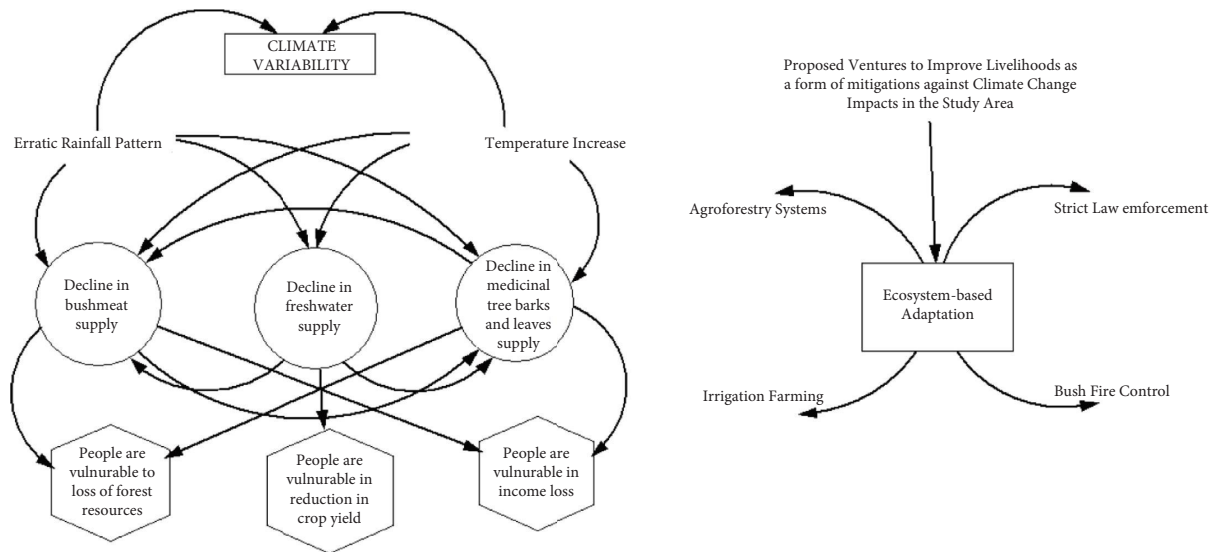 CLIMATE
VARIABILITY
Erratic Rainfall Pattern
Temperature Increase
Decline in
bushmeat
supply
Decline in
freshwater
supply
Decline in
medicinal
tree barks
and leaves
supply
People are
vulnurable to
loss of forest
resources
People are
vulnurable in
reduction in
crop yield
People are
vulnurable in
income loss
Proposed Ventures to Improve Livelihoods as
a form of mitigations against Climate Change
Impacts in the Study Area
Agroforestry Systems
Strict Law emforcement
Ecosystem-based
Adaptation
Irrigation Farming
Bush Fire Control